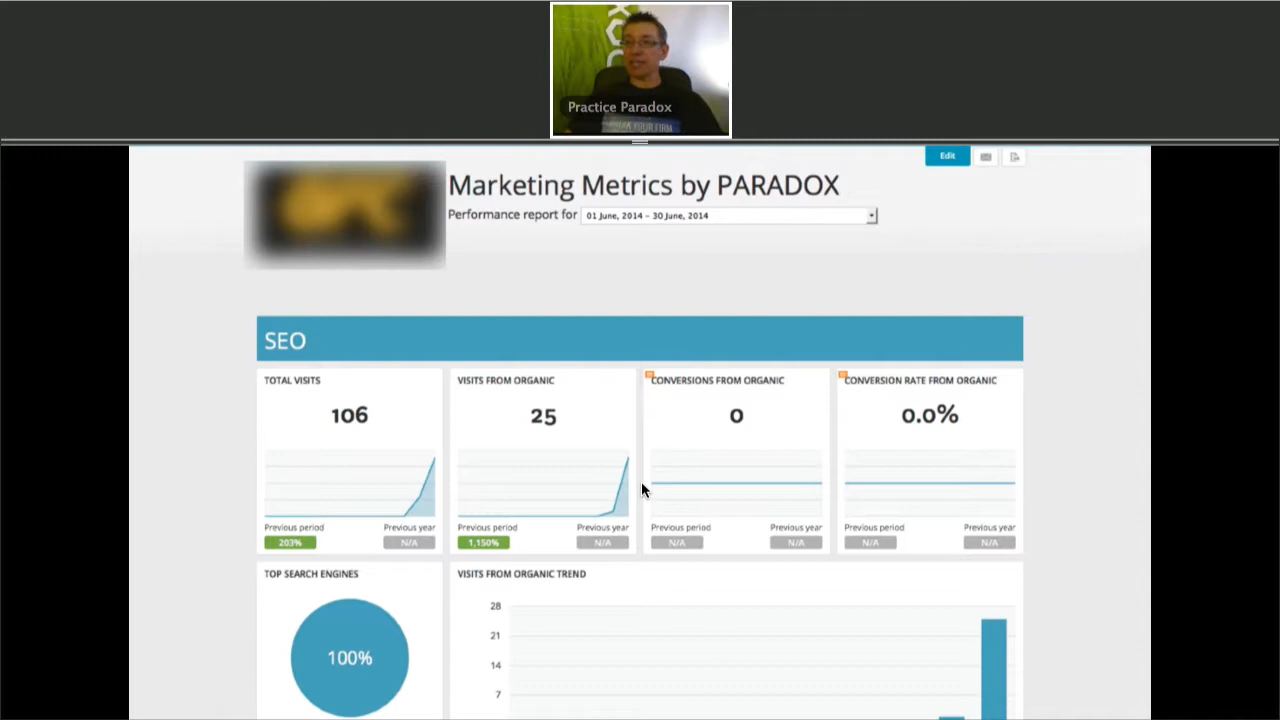 Practice Paradox
Edit
Marketing Metrics by PARADOX
Performance report for 01 June, 2014 – 30 June, 2014
SEO
TOTAL VISITS
106
Previous period Previous year
203% N/A
VISITS FROM ORGANIC
25
Previous period Previous year
1,150% N/A
CONVERSIONS FROM ORGANIC
0
Previous period Previous year
N/A N/A
CONVERSION RATE FROM ORGANIC
0.0%
Previous period Previous year
N/A N/A
TOP SEARCH ENGINES
100%
VISITS FROM ORGANIC TREND
28
21
14
7